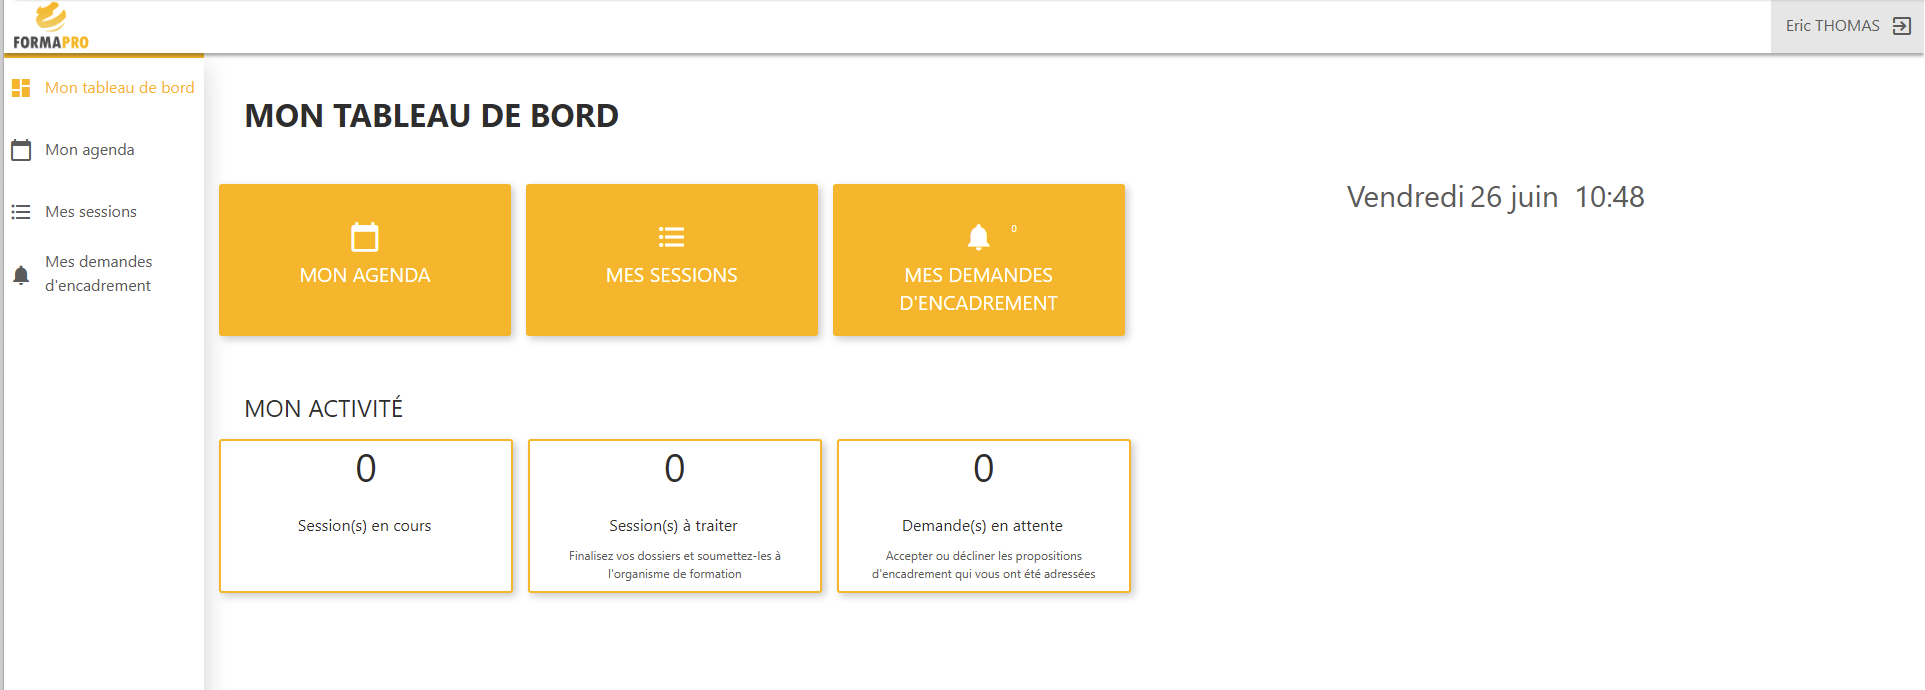 FORMAPRO
Eric THOMAS
Mon tableau de bord
Mon agenda
Mes sessions
Mes demandes
d'encadrement
MON TABLEAU DE BORD
MON AGENDA
MES SESSIONS
0
MES DEMANDES
D'ENCADREMENT
Vendredi 26 juin 10:48
MON ACTIVITÉ
0
Session(s) en cours
0
Session(s) à traiter
Finalisez vos dossiers et soumettez-les à
l'organisme de formation
0
Demande(s) en attente
Accepter ou décliner les propositions
d'encadrement qui vous ont été adressées